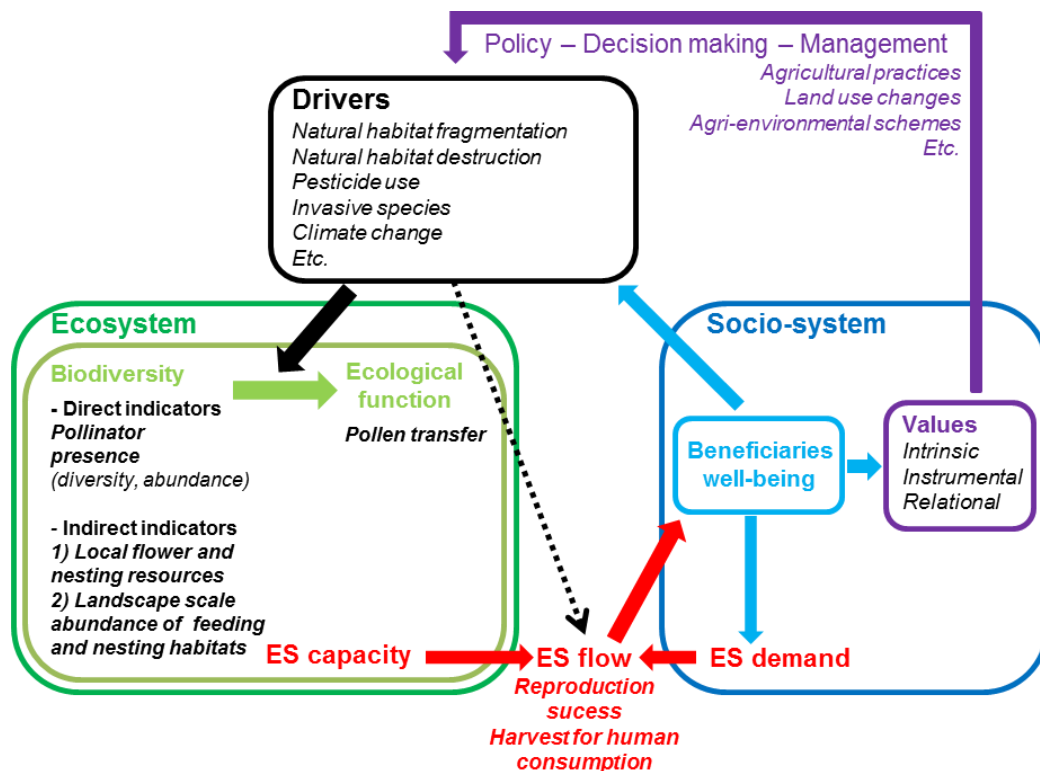 Policy – Decision making – Management
Agricultural practices
Land use changes
Agri-environmental schemes
Etc.
Drivers
Natural habitat fragmentation
Natural habitat destruction
Pesticide use
Invasive species
Climate change
Etc.
Ecosystem
Biodiversity
- Direct indicators
Pollinator
presence
(diversity, abundance)
- Indirect indicators
1) Local flower and
nesting resources
2) Landscape scale
abundance of feeding
and nesting habitats
Ecological
function
Pollen transfer
ES capacity
ES flow
Reproduction
sucess
Harvest for human
consumption
Socio-system
Beneficiaries
well-being
Values
Intrinsic
Instrumental
Relational
ES demand